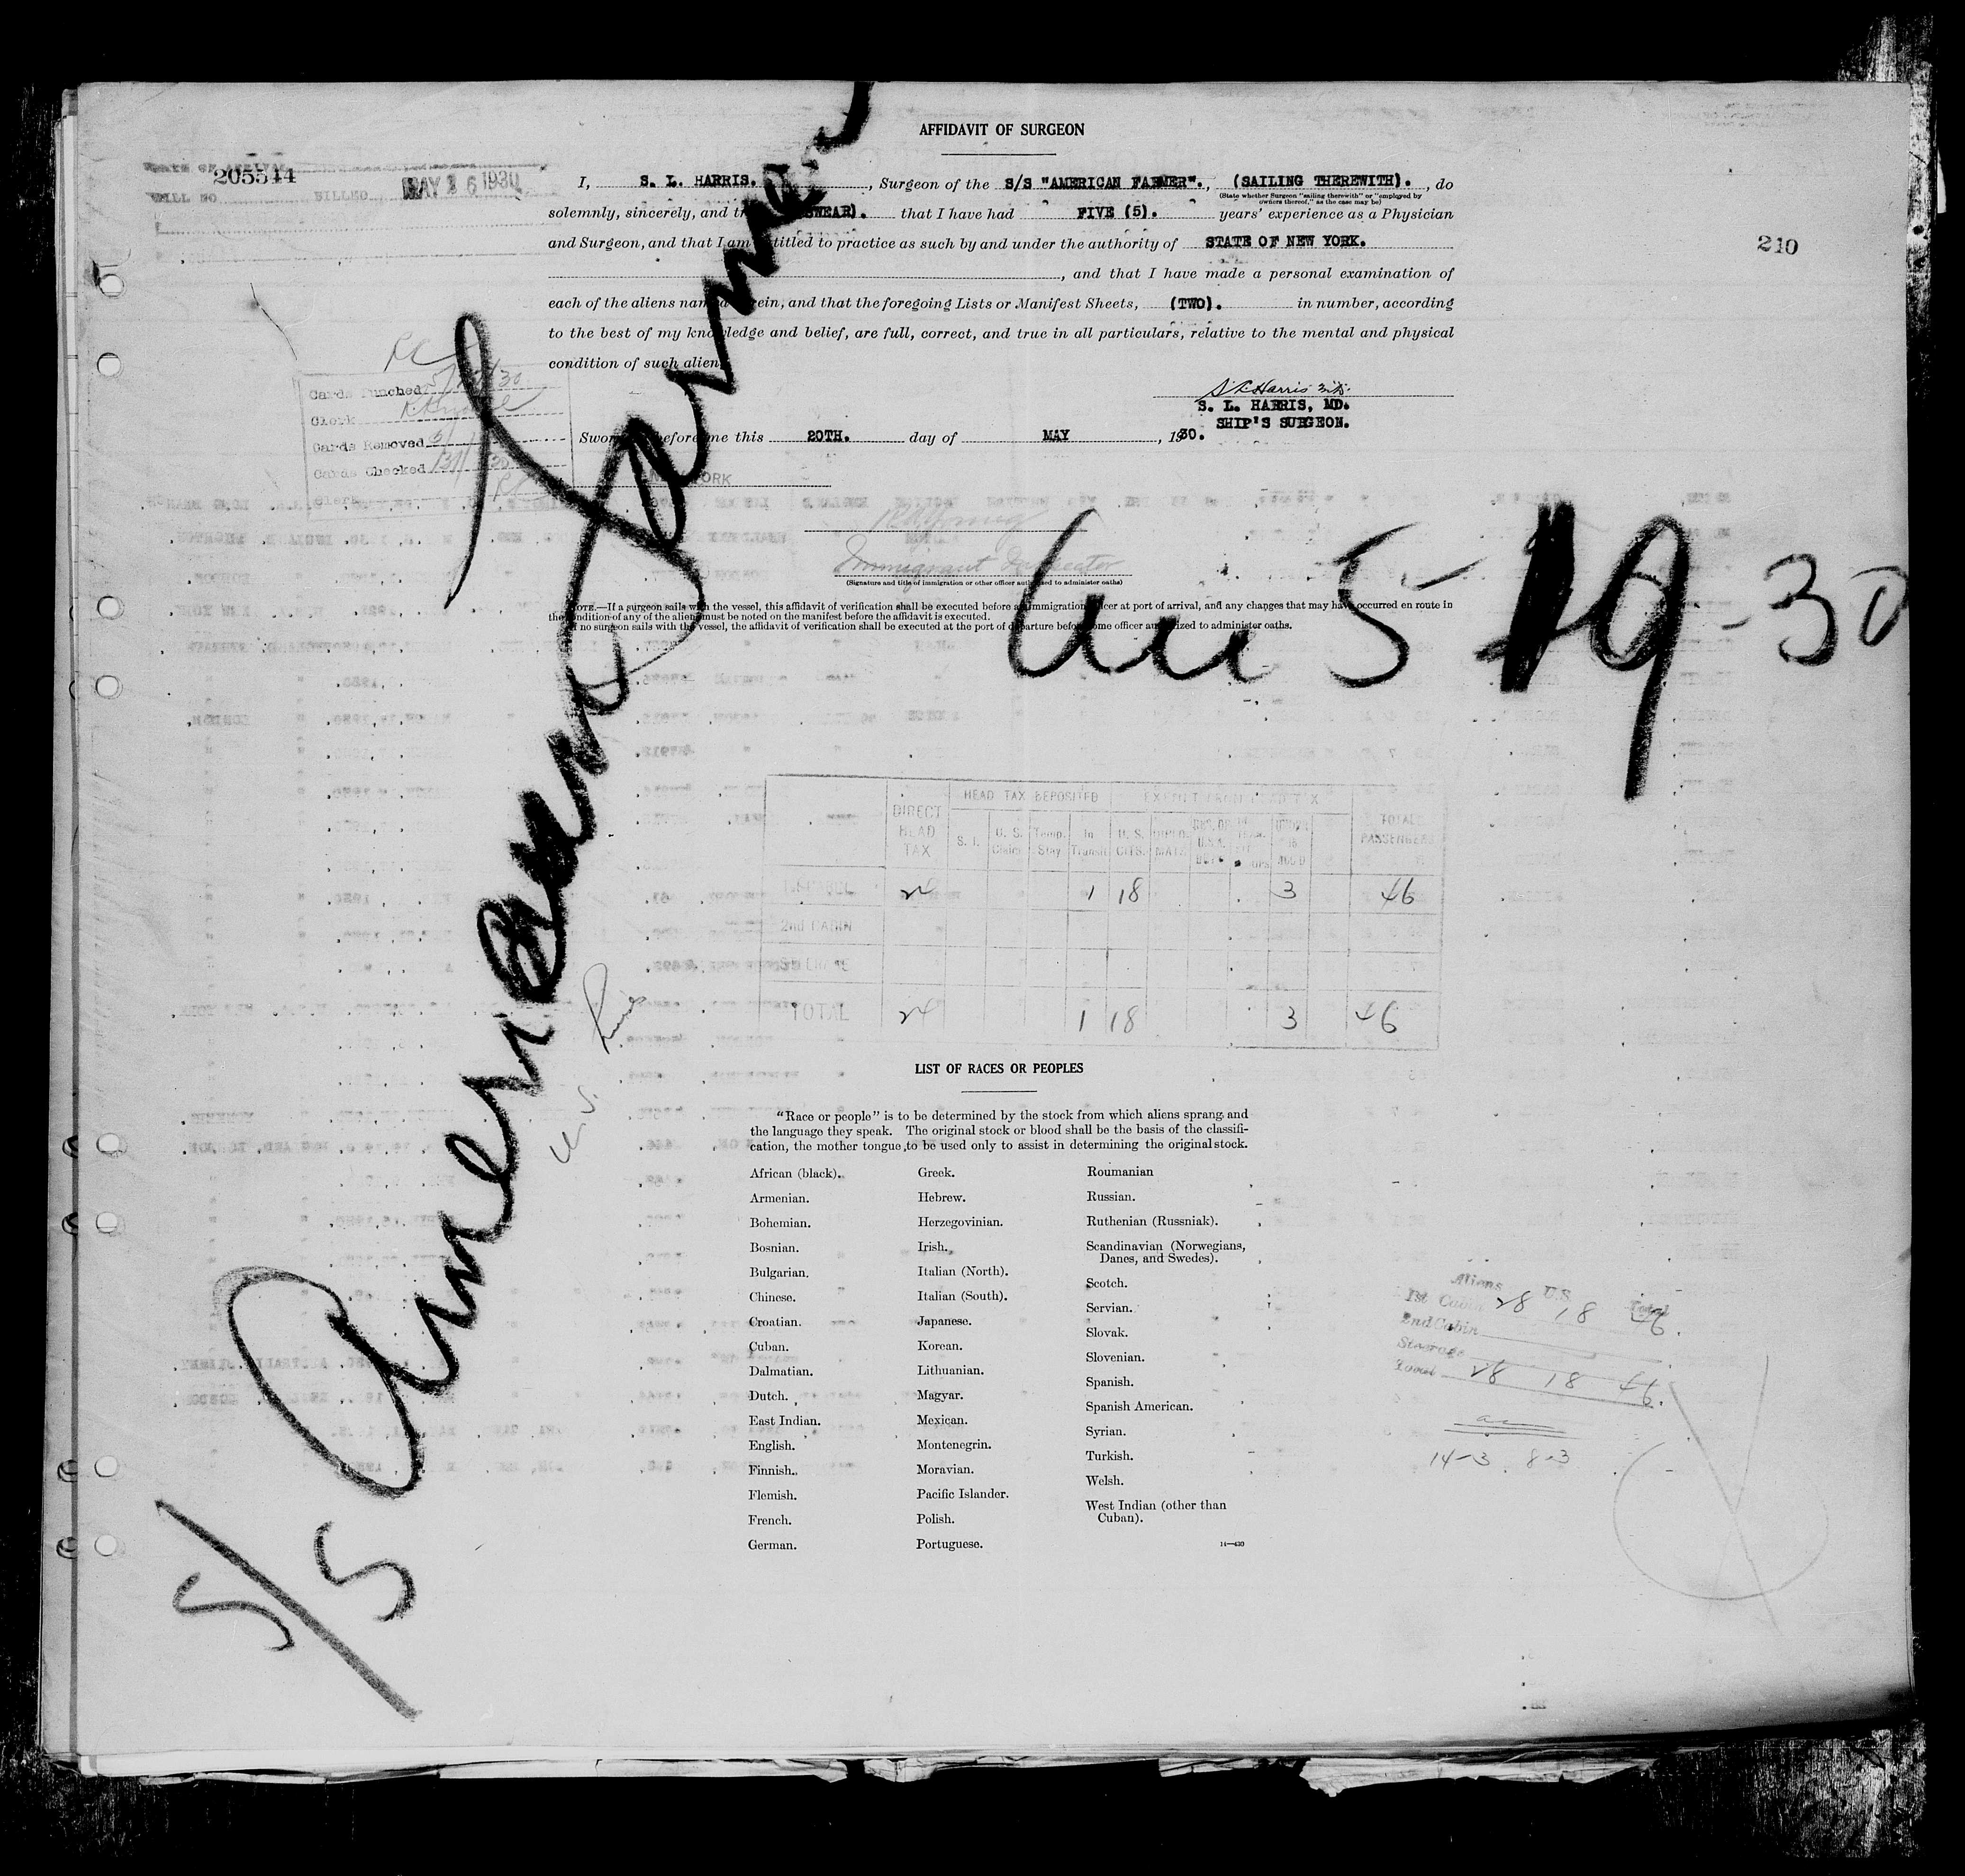 AFFIDAVIT OF SURGEON
205514
BILLED MAY 16 1930
I, S. L. HARRIS. , Surgeon of the S/S "AMERICAN FARMER"., (SAILING THEREWITH). , do
(State whether Surgeon "sailing therewith" or "employed by
owners thereof," as the case may be)
solemnly, sincerely, and SWEAR). that I have had FIVE (5). years' experience as a Physician
and Surgeon, and that I am entitled to practice as such by and under the authority of STATE OF NEW YORK.
210
, and that I have made a personal examination of
each of the aliens named herein, and that the foregoing Lists or Manifest Sheets, (TWO). in number, according
to the best of my knowledge and belief, are full, correct, and true in all particulars, relative to the mental and physical
condition of such aliens
S L Harris M.D.
S. L. HARRIS, MD.
SHIP'S SURGEON.
Cards Punched
Clerk
Cards Removed
Cards Checked
Clerk
Sworn before me this 20TH. day of MAY , 1930.
NEW YORK
Immigrant Inspector
(Signature and title of immigration or other officer authorized to administer oaths)
NOTE.—If a surgeon sails with the vessel, this affidavit of verification shall be executed before an immigration officer at port of arrival, and any changes that may have occurred en route in
the condition of any of the aliens must be noted on the manifest before the affidavit is executed.
If no surgeon sails with the vessel, the affidavit of verification shall be executed at the port of departure before some officer authorized to administer oaths.
S/S American Farmer
Arr 5-19-30
DIRECT HEAD TAX HEAD TAX DEPOSITED TOTAL PASSENGERS
S. I. U. S. Claim Temp. Stay In Transit U. S. CITS.
24 1 18 3 46
2nd CABIN
TOTAL 24 1 18 3 46
LIST OF RACES OR PEOPLES
"Race or people" is to be determined by the stock from which aliens sprang and
the language they speak. The original stock or blood shall be the basis of the classifi-
cation, the mother tongue to be used only to assist in determining the original stock.
African (black).
Armenian.
Bohemian.
Bosnian.
Bulgarian.
Chinese.
Croatian.
Cuban.
Dalmatian.
Dutch.
East Indian.
English.
Finnish.
Flemish.
French.
German.
Greek.
Hebrew.
Herzegovinian.
Irish.
Italian (North).
Italian (South).
Japanese.
Korean.
Lithuanian.
Magyar.
Mexican.
Montenegrin.
Moravian.
Pacific Islander.
Polish.
Portuguese.
Roumanian
Russian.
Ruthenian (Russniak).
Scandinavian (Norwegians,
Danes, and Swedes).
Scotch.
Servian.
Slovak.
Slovenian.
Spanish.
Spanish American.
Syrian.
Turkish.
Welsh.
West Indian (other than
Cuban).
14—430
Aliens U.S Total
1st Cabin 28 18 46.
2nd Cabin
Steerage
Total 28 18 46.
14-3 8-3